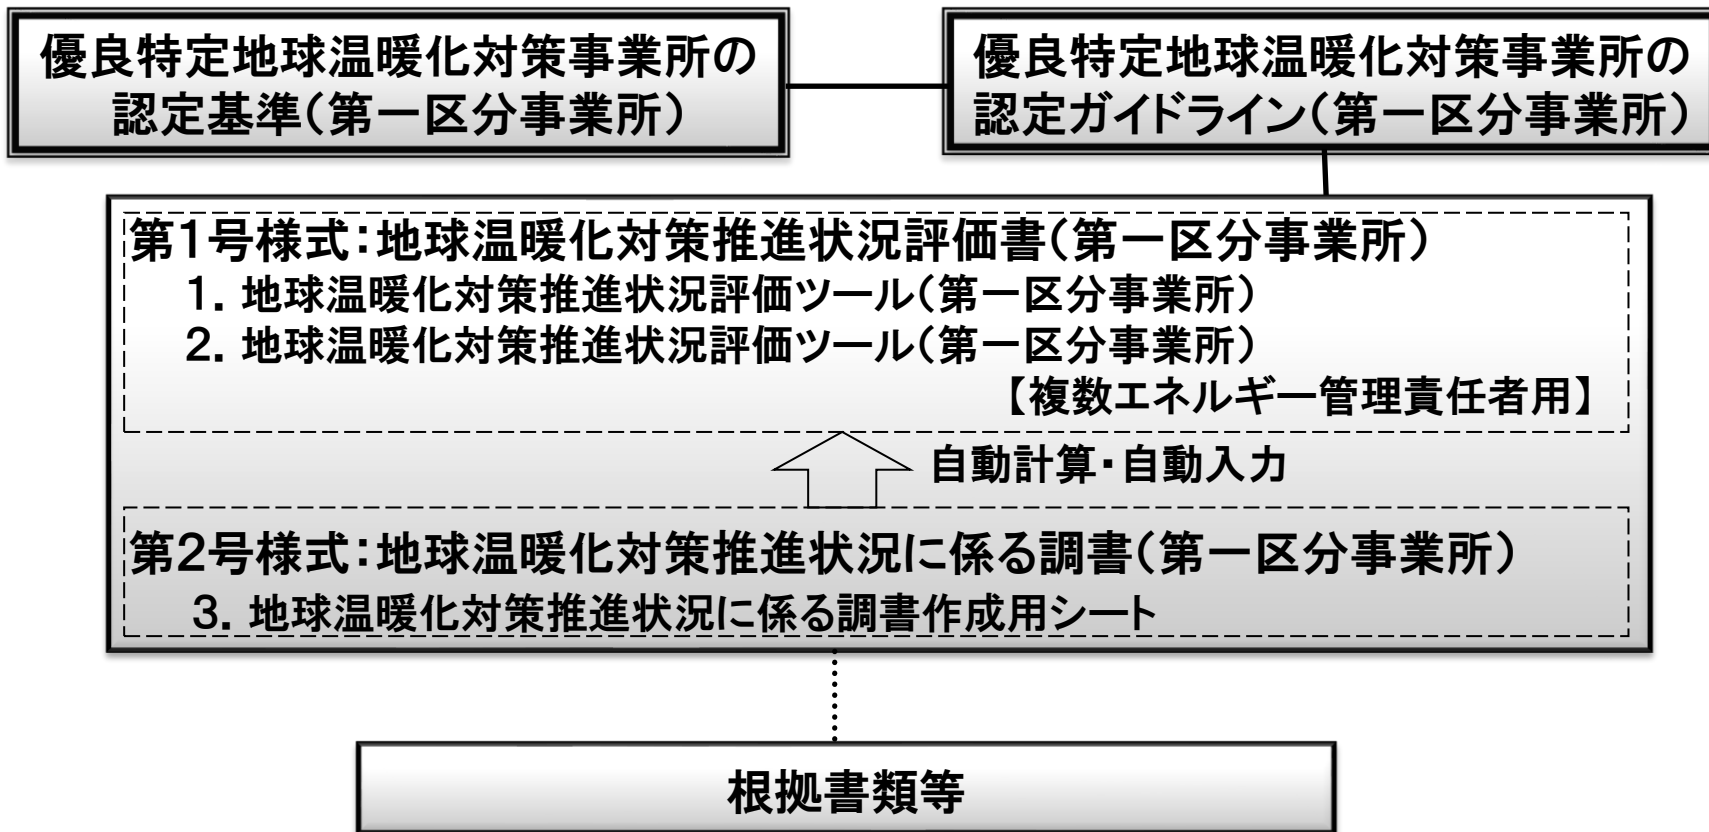 優良特定地球温暖化対策事業所の
認定基準(第一区分事業所)
優良特定地球温暖化対策事業所の
認定ガイドライン(第一区分事業所)
第1号様式:地球温暖化対策推進状況評価書(第一区分事業所)
1. 地球温暖化対策推進状況評価ツール(第一区分事業所)
2. 地球温暖化対策推進状況評価ツール(第一区分事業所)
【複数エネルギー管理責任者用】
自動計算・自動入力
第2号様式:地球温暖化対策推進状況に係る調書(第一区分事業所)
3. 地球温暖化対策推進状況に係る調書作成用シート
根拠書類等